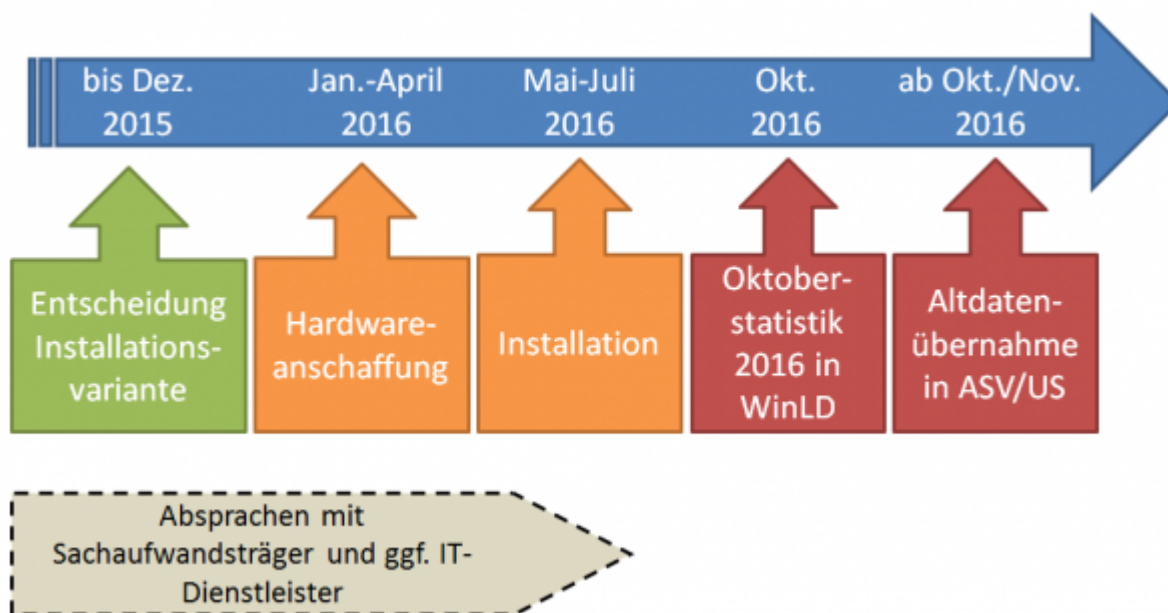 bis Dez.
2015
Jan.-April
2016
Mai-Juli
2016
Okt.
2016
ab Okt./Nov.
2016
Entscheidung
Installations-
variante
Hardware-
anschaffung
Installation
Oktober-
statistik
2016 in
WinLD
Altdaten-
übernahme
in ASV/US
Absprachen mit
Sachaufwandsträger und ggf. IT-
Dienstleister